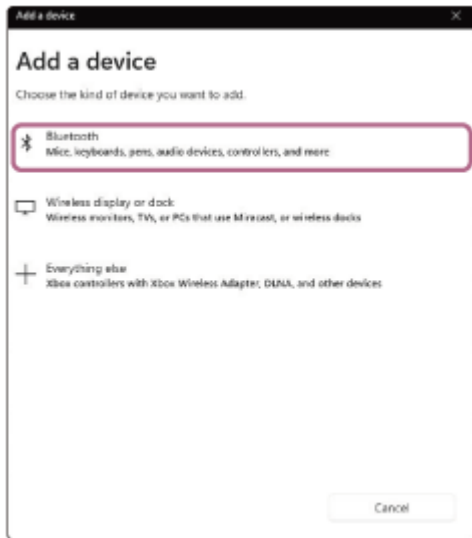 Add a device
Add a device
Choose the kind of device you want to add.
Bluetooth
Mice, keyboards, pens, audio devices, controllers, and more
Wireless display or dock
Wireless monitors, TVs, or PCs that use Miracast, or wireless docks
Everything else
Xbox controllers with Xbox Wireless Adapter, DLNA, and other devices
Cancel